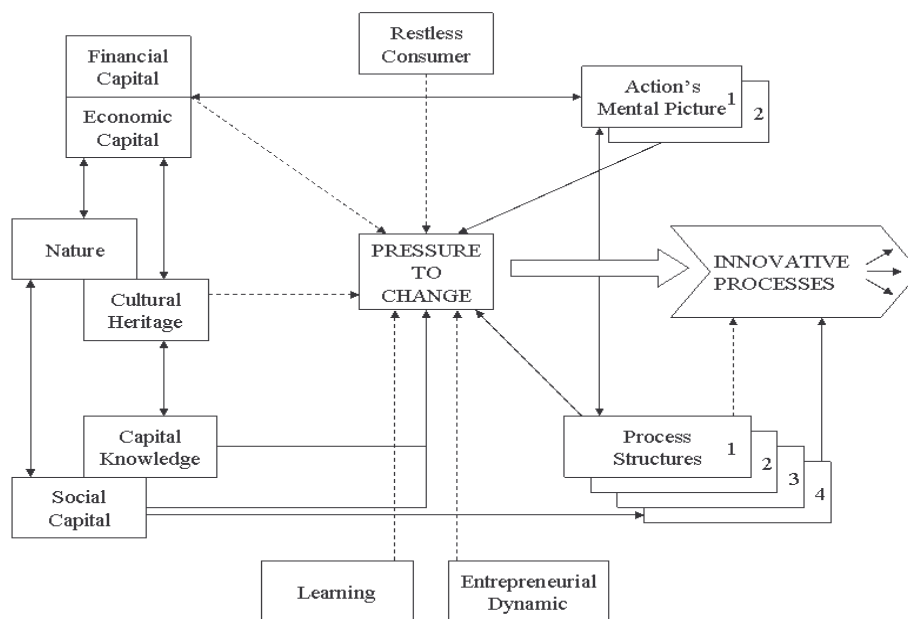 Restless
Consumer
Financial
Capital
Economic
Capital
Action's
Mental Picture
1
2
Nature
Cultural
Heritage
PRESSURE
TO
CHANGE
INNOVATIVE
PROCESSES
Capital
Knowledge
Social
Capital
Process
Structures
1
2
3
4
Learning
Entrepreneurial
Dynamic